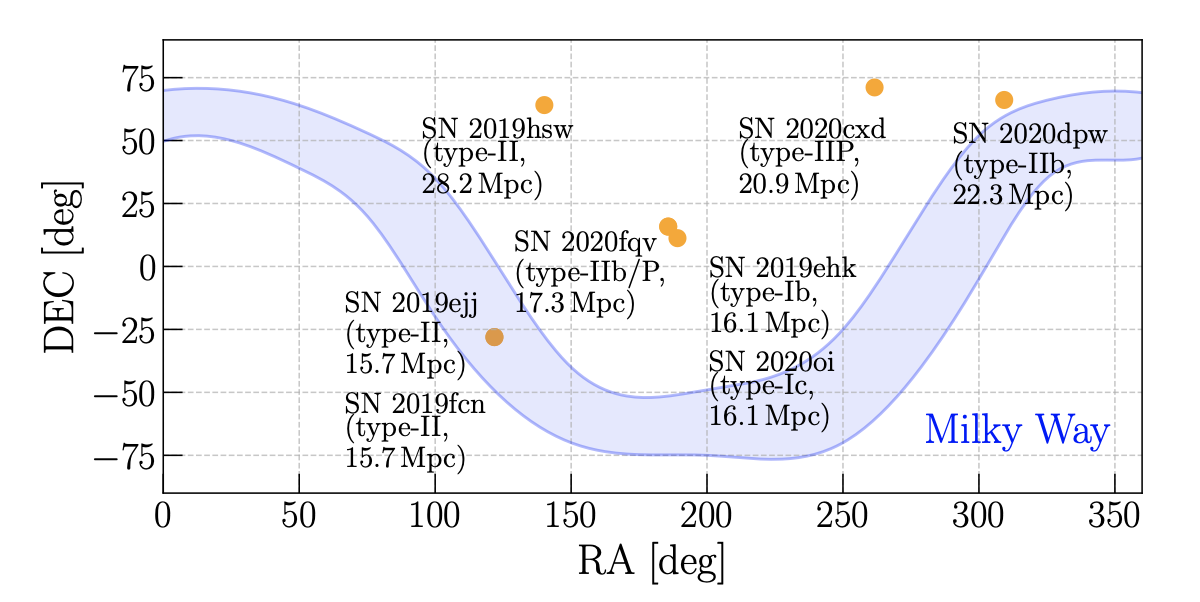 75
50
25
0
−25
−50
−75
DEC [deg]
SN 2019hsw
(type-II,
28.2 Mpc)
SN 2020cxd
(type-IIP,
20.9 Mpc)
SN 2020dpw
(type-IIb,
22.3 Mpc)
SN 2020fqv
(type-IIb/P,
17.3 Mpc)
SN 2019ehk
(type-Ib,
16.1 Mpc)
SN 2019ejj
(type-II,
15.7 Mpc)
SN 2020oi
(type-Ic,
16.1 Mpc)
SN 2019fcn
(type-II,
15.7 Mpc)
Milky Way
0 50 100 150 200 250 300 350
RA [deg]